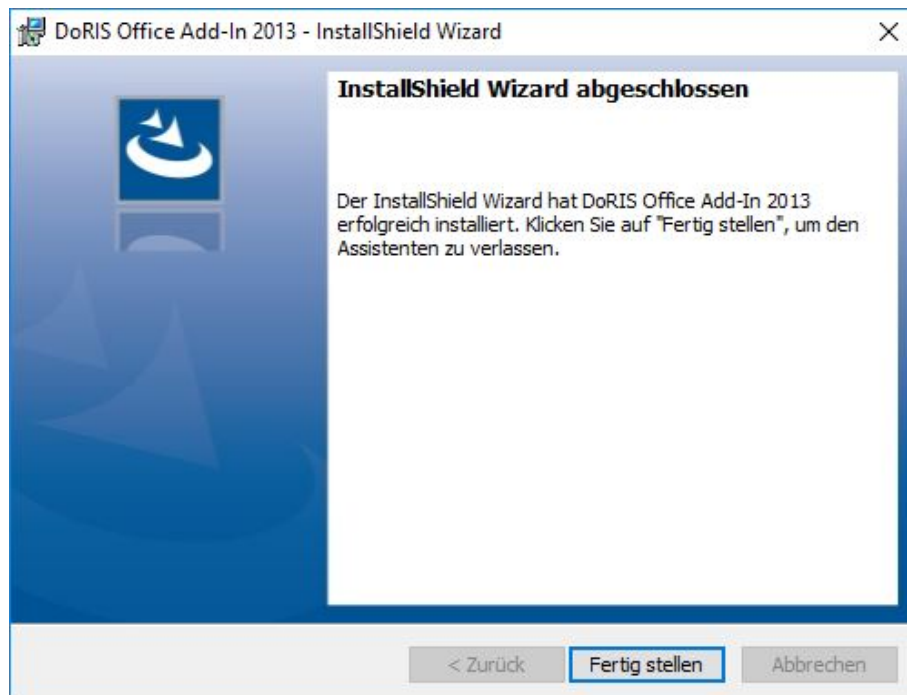 DoRIS Office Add-In 2013 - InstallShield Wizard
InstallShield Wizard abgeschlossen
Der InstallShield Wizard hat DoRIS Office Add-In 2013
erfolgreich installiert. Klicken Sie auf "Fertig stellen", um den
Assistenten zu verlassen.
< Zurück
Fertig stellen
Abbrechen